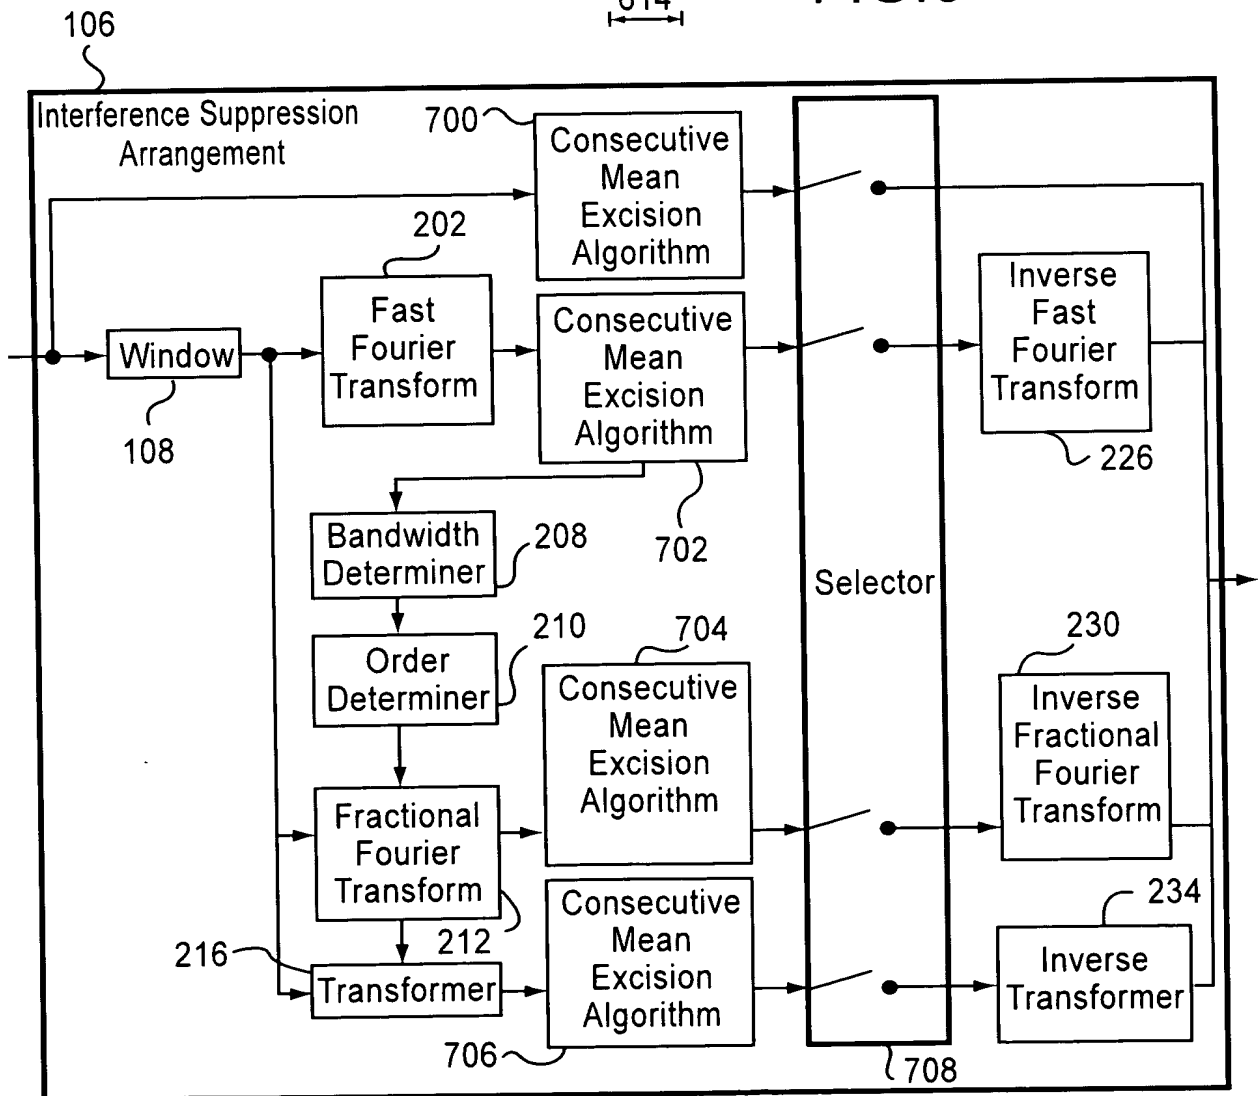 106
Interference Suppression
Arrangement
700
Consecutive
Mean
Excision
Algorithm
202
Fast
Fourier
Transform
Consecutive
Mean
Excision
Algorithm
Inverse
Fast
Fourier
Transform
Window
108
226
702
Bandwidth
Determiner
208
Selector
210
Order
Determiner
704
Consecutive
Mean
Excision
Algorithm
230
Inverse
Fractional
Fourier
Transform
Fractional
Fourier
Transform
212
216
Transformer
Consecutive
Mean
Excision
Algorithm
706
234
Inverse
Transformer
708